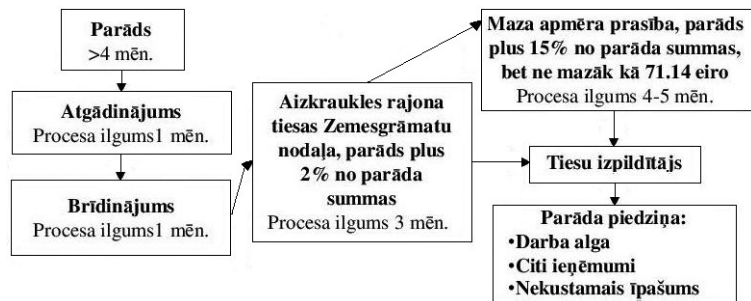 Parāds
>4 mēn.
Atgādinājums
Procesa ilgums1 mēn.
Brīdinājums
Procesa ilgums1 mēn.
Aizkraukles rajona
tiesas Zemesgrāmatu
nodaļa, parāds plus
2% no parāda
summas
Procesa ilgums 3 mēn.
Maza apmēra prasība, parāds
plus 15% no parāda summas,
bet ne mazāk kā 71.14 eiro
Procesa ilgums 4-5 mēn.
Tiesu izpildītājs
Parāda piedziņa:
•Darba alga
•Citi ieņēmumi
•Nekustamais īpašums